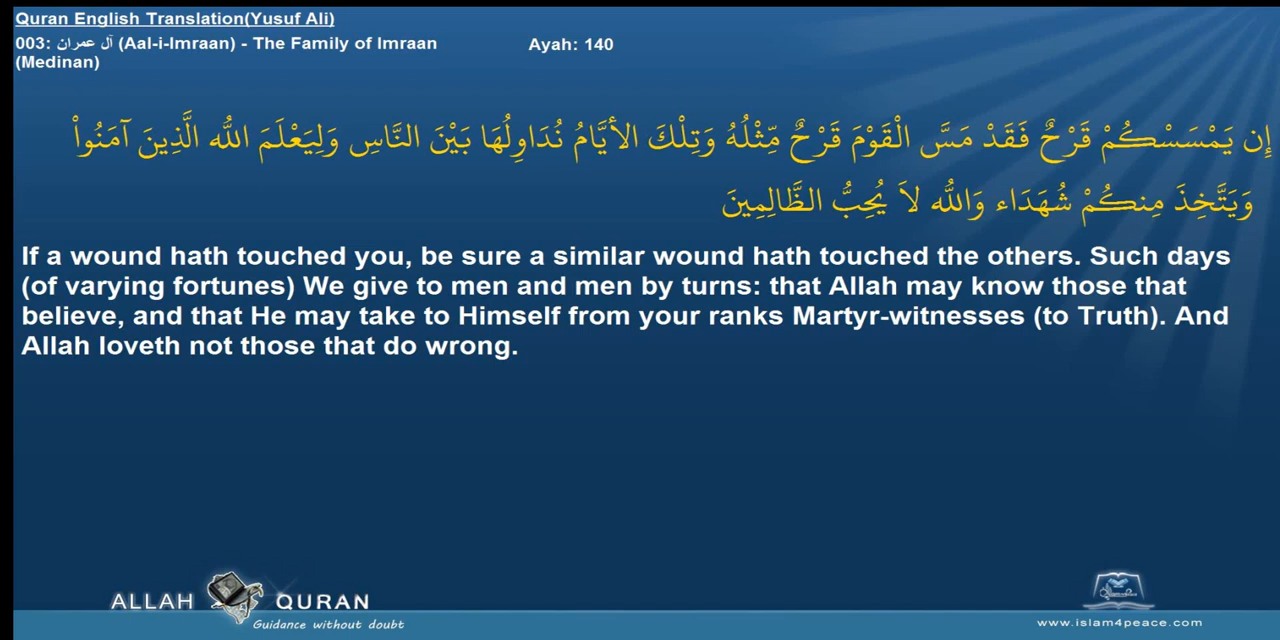 Quran English Translation(Yusuf Ali)
003: آل عمران (Aal-i-Imraan) - The Family of Imraan
(Medinan)
Ayah: 140
إِن يَمْسَسْكُمْ قَرْحٌ فَقَدْ مَسَّ الْقَوْمَ قَرْحٌ مِّثْلُهُ وَتِلْكَ الأيَّامُ نُدَاوِلُهَا بَيْنَ النَّاسِ وَلِيَعْلَمَ اللّهُ الَّذِينَ آمَنُواْ
وَيَتَّخِذَ مِنكُمْ شُهَدَاء وَاللّهُ لاَ يُحِبُّ الظَّالِمِينَ
If a wound hath touched you, be sure a similar wound hath touched the others. Such days
(of varying fortunes) We give to men and men by turns: that Allah may know those that
believe, and that He may take to Himself from your ranks Martyr-witnesses (to Truth). And
Allah loveth not those that do wrong.
ALLAH QURAN
Guidance without doubt
www.islam4peace.com